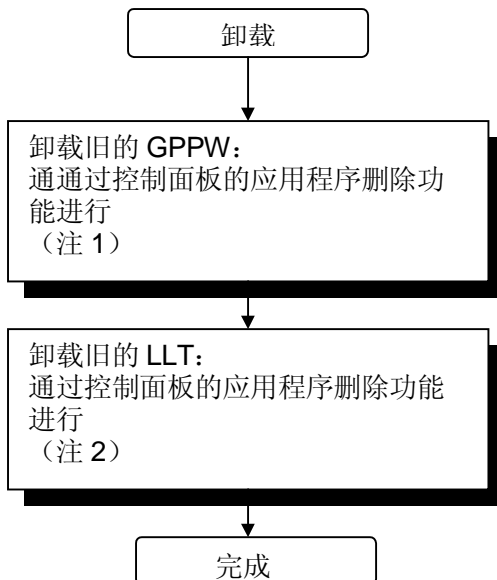 卸载
卸载旧的 GPPW：
通通过控制面板的应用程序删除功
能进行
（注 1）
卸载旧的 LLT：
通过控制面板的应用程序删除功能
进行
（注 2）
完成